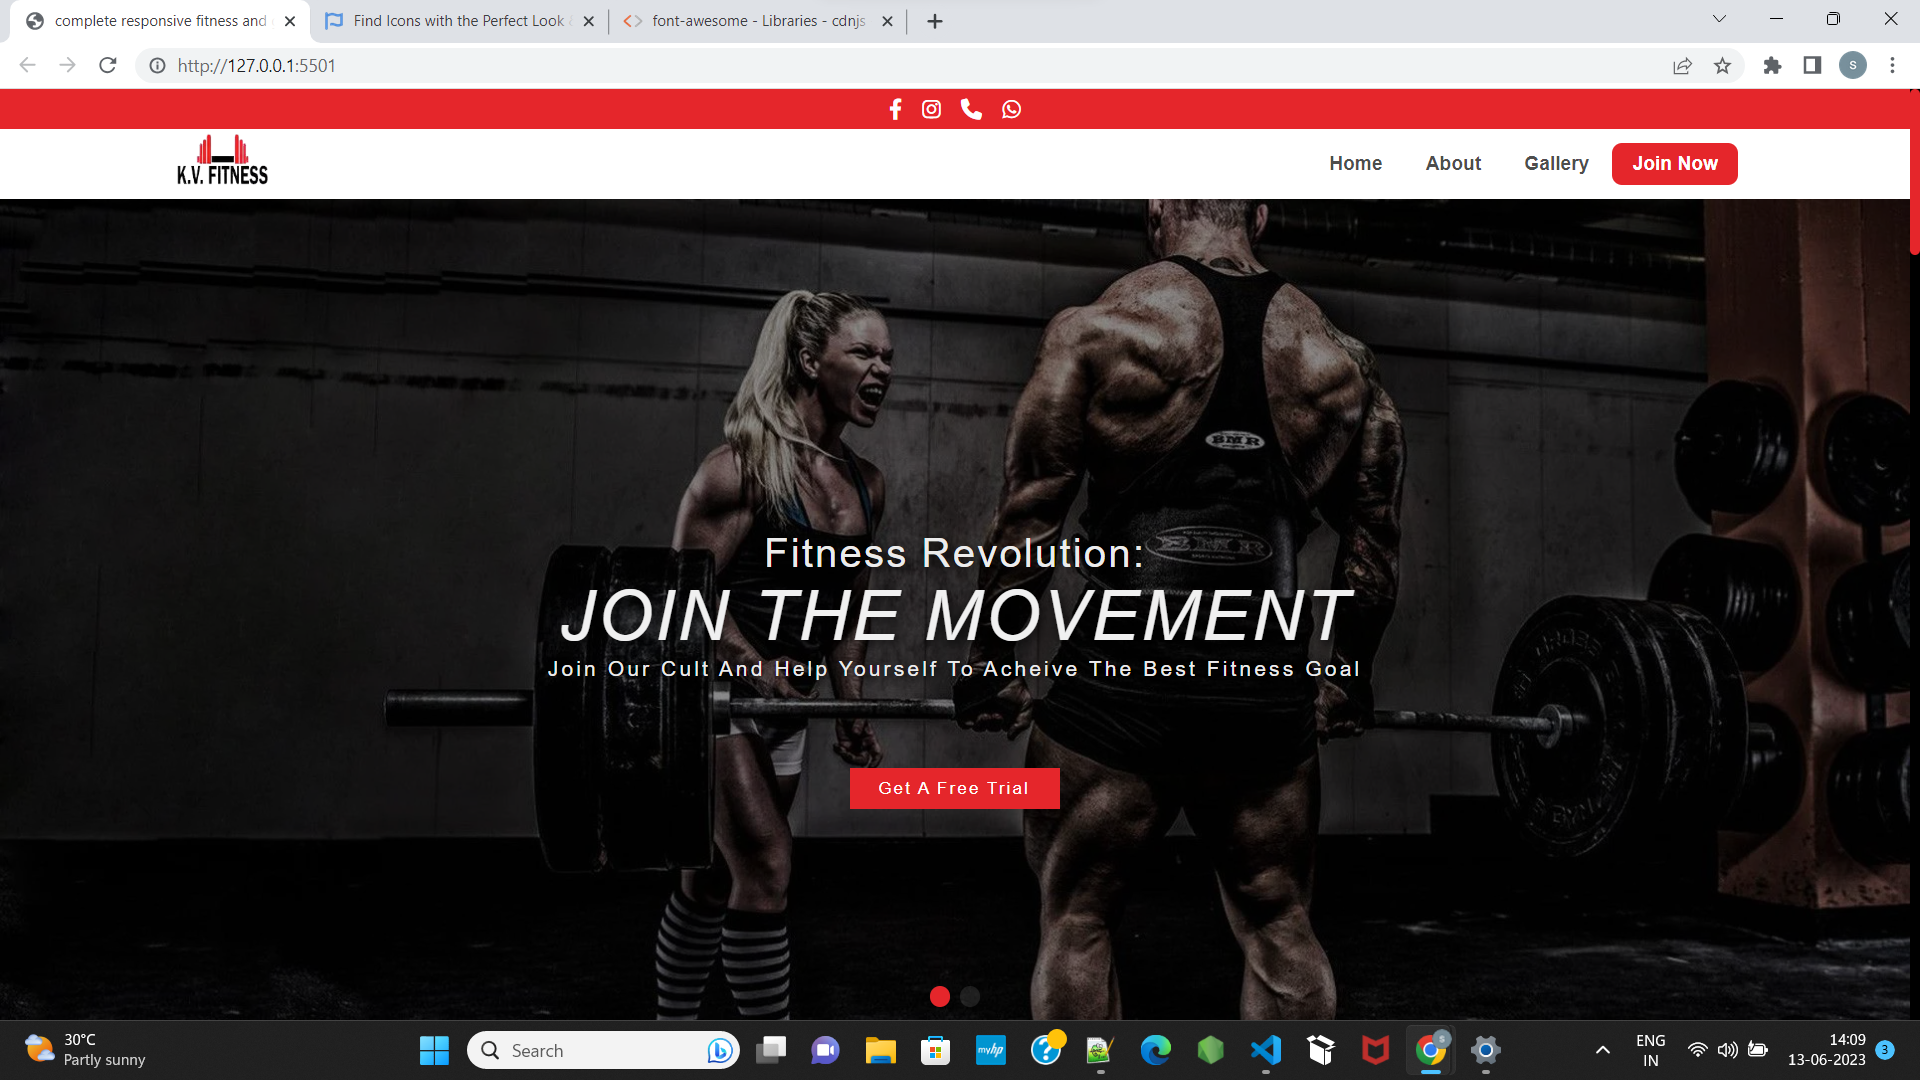 complete responsive fitness and
Find Icons with the Perfect Look
font-awesome - Libraries - cdnjs
http://127.0.0.1:5501
S
K.V. FITNESS
Home
About
Gallery
Join Now
BMR
BMR
Fitness Revolution:
JOIN THE MOVEMENT
Join Our Cult And Help Yourself To Acheive The Best Fitness Goal
Get A Free Trial
30°C
Partly sunny
Search
myhp
S
ENG
IN
14:09
13-06-2023
3